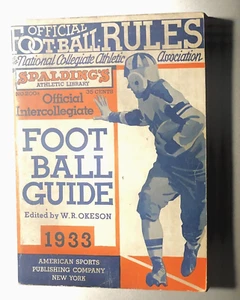 OFFICIAL
FOOT-BALL RULES
National Collegiate Athletic Association
SPALDING'S
ATHLETIC LIBRARY
Official
Intercollegiate
FOOT
BALL
GUIDE
Edited by W. R. OKESON
1933
AMERICAN SPORTS
PUBLISHING COMPANY
NEW YORK